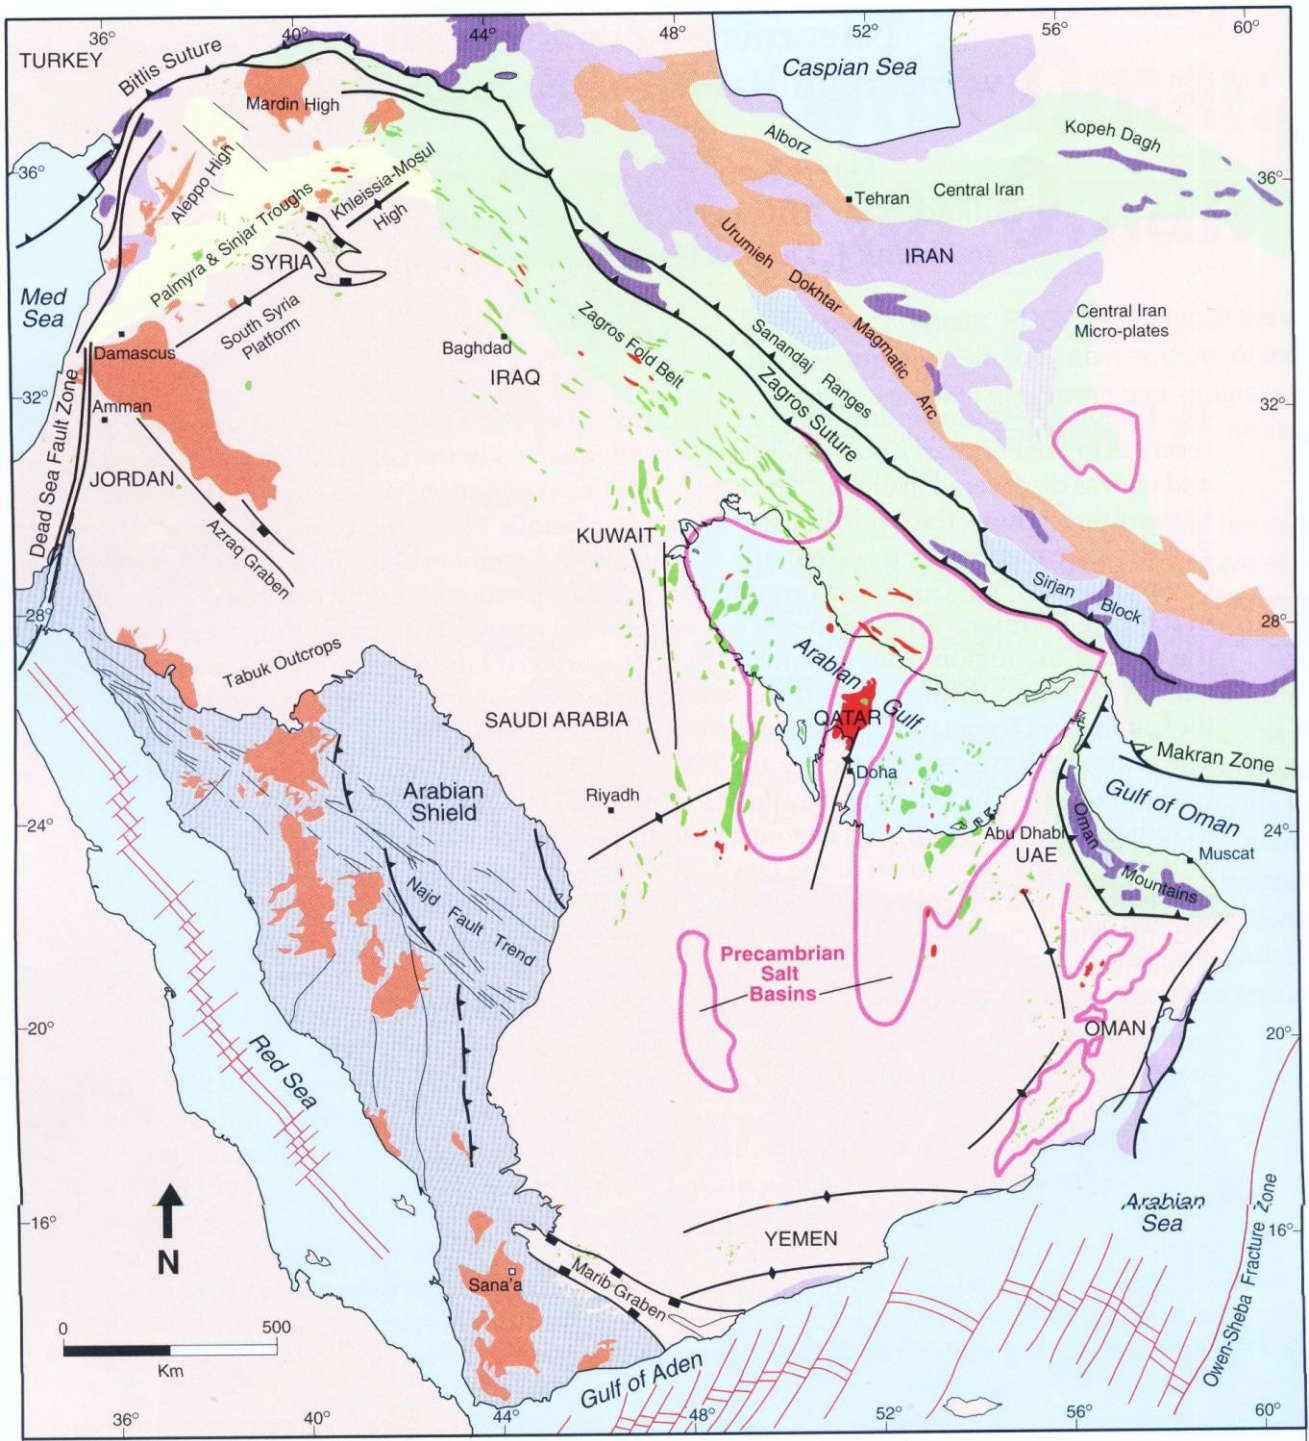 36°
40°
44°
48°
52°
56°
60°
TURKEY
Bitlis Suture
Caspian Sea
Mardin High
Alborz
Kopeh Dagh
36°
Aleppo High
Khleissia-Mosul
High
Tehran
Central Iran
36°
Palmyra & Sinjar Troughs
SYRIA
Urumieh Dokhtar Magmatic Arc
IRAN
Med
Sea
South Syria
Platform
Zagros Fold Belt
Sanandaj Ranges
Central Iran
Micro-plates
Damascus
Baghdad
IRAQ
Zagros Suture
32°
Amman
32°
Dead Sea Fault Zone
JORDAN
Azraq Graben
KUWAIT
Sirjan Block
28°
28°
Tabuk Outcrops
Arabian Gulf
SAUDI ARABIA
QATAR
Makran Zone
Arabian
Shield
Riyadh
Doha
Gulf of Oman
24°
Abu Dhabi
UAE
24°
Oman Mountains
Muscat
Najd Fault Trend
Precambrian
Salt
Basins
20°
OMAN
20°
Red Sea
16°
N
YEMEN
Arabian
Sea
16°
Sana'a
Marib Graben
Owen-Sheba Fracture Zone
0
500
Km
Gulf of Aden
36°
40°
44°
48°
52°
56°
60°